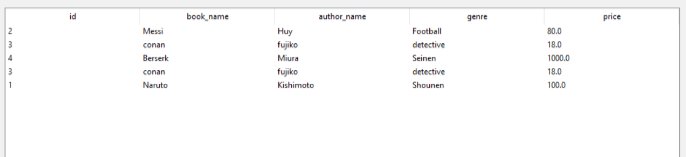 id book_name author_name genre price
2 Messi Huy Football 80.0
3 conan fujiko detective 18.0
4 Berserk Miura Seinen 1000.0
3 conan fujiko detective 18.0
1 Naruto Kishimoto Shounen 100.0